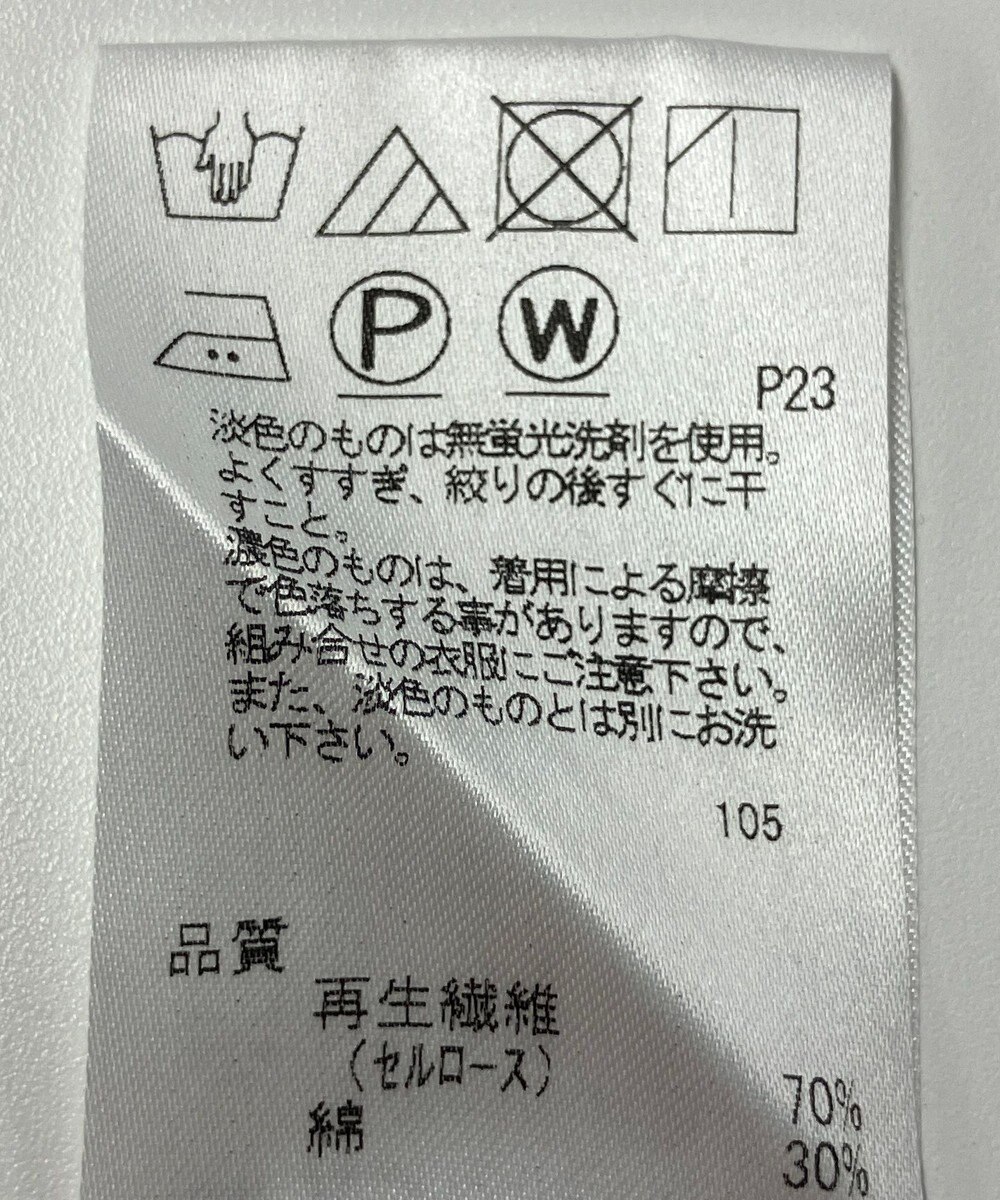 P W
P23
淡色のものは無蛍光洗剤を使用。
よくすすぎ、絞りの後すぐに干
すこと。
濃色のものは、着用による摩擦
で色落ちする事がありますので、
組み合せの衣服にご注意下さい。
また、淡色のものとは別にお洗
い下さい。
105
品質
再生繊維
(セルロース) 70%
綿 30%